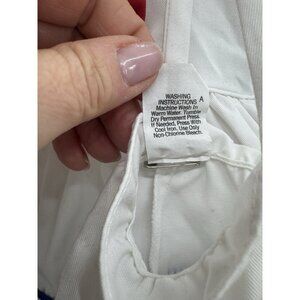 WASHING
INSTRUCTIONS A
Machine Wash In
Warm Water. Tumble
Dry Permanent Press.
If Needed, Press With
Cool Iron. Use Only
Non-Chlorine Bleach.